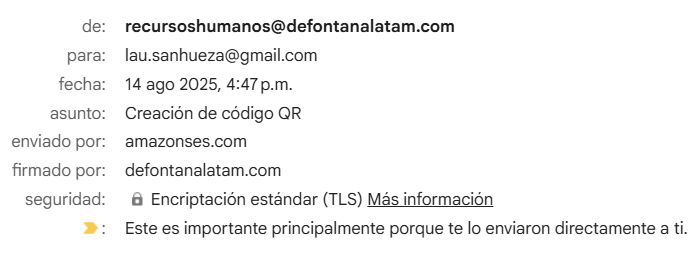 de: recursoshumanos@defontanalatam.com
para: lau.sanhueza@gmail.com
fecha: 14 ago 2025, 4:47 p.m.
asunto: Creación de código QR
enviado por: amazonses.com
firmado por: defontanalatam.com
seguridad: Encriptación estándar (TLS) Más información
: Este es importante principalmente porque te lo enviaron directamente a ti.